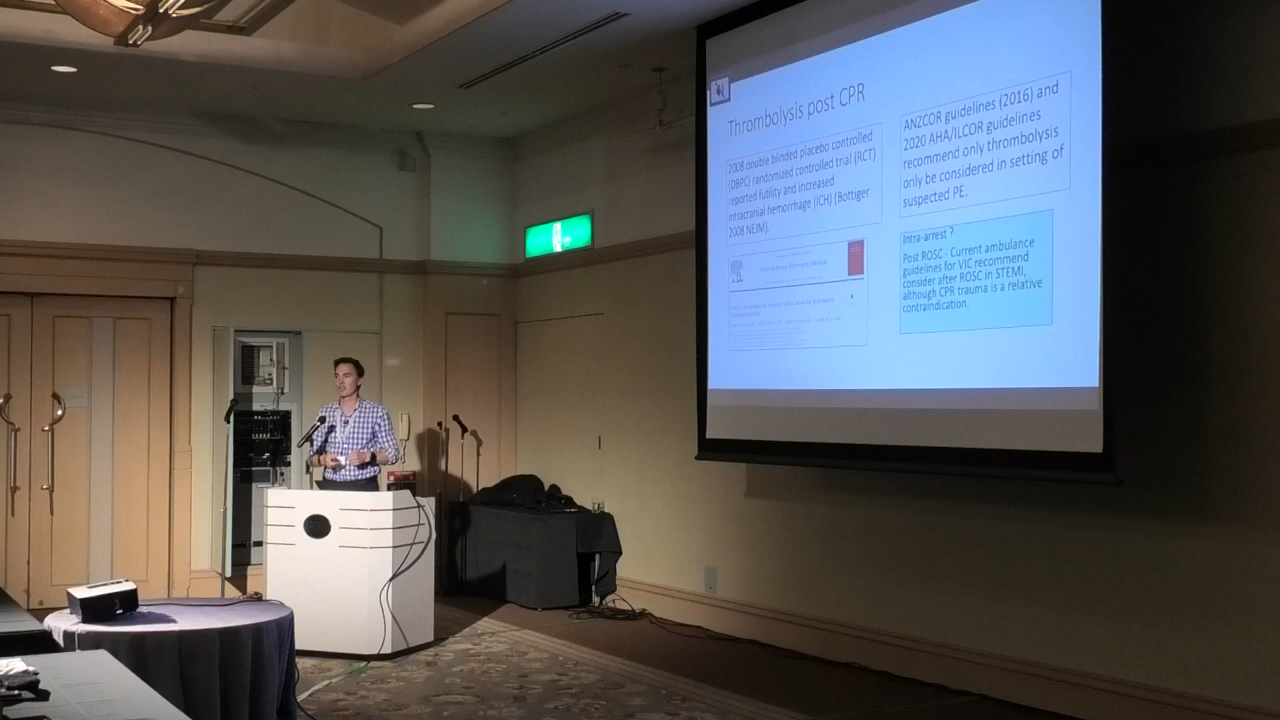 Thrombolysis post CPR
2008 double blinded placebo controlled
(DBPC) randomized controlled trial (RCT)
reported futility and increased
intracranial hemorrhage (ICH) [Bottiger
2008 NEJM].
ANZCOR guidelines (2016) and
2020 AHA/ILCOR guidelines
recommend only thrombolysis
only be considered in setting of
suspected PE.
Intra-arrest ?
Post ROSC - Current ambulance
guidelines for VIC recommend
consider after ROSC in STEMI,
although CPR trauma is a relative
contraindication.